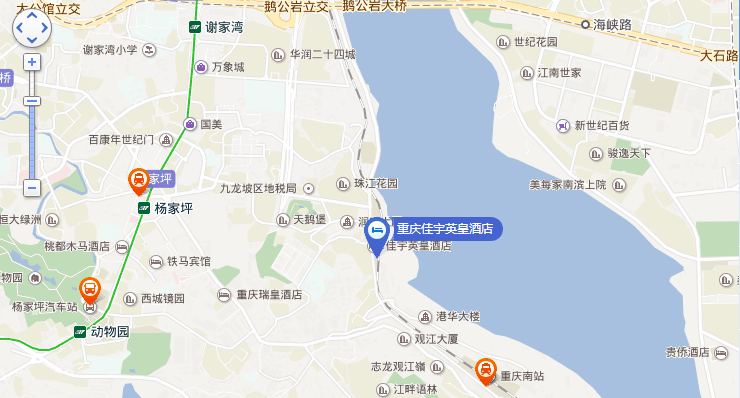 大公馆立交
鹅公岩立交
鹅公岩大桥
谢家湾
海峡路
谢家湾小学
世纪花园
华润二十四城
大石路
万象城
江南世家
桥
国美
新世纪百货
百康年世纪门
骏逸天下
家坪
九龙坡区地税局
珠江花园
美每家南滨上院
杨家坪
恒大绿洲
天鹅堡
重庆佳宇英皇酒店
桃都木马酒店
佳宇英皇酒店
铁马宾馆
物园
重庆瑞皇酒店
西城镜园
杨家坪汽车站
港华大楼
动物园
观江大厦
贵侨酒店
志龙观江嶺
重庆南站
江畔语林